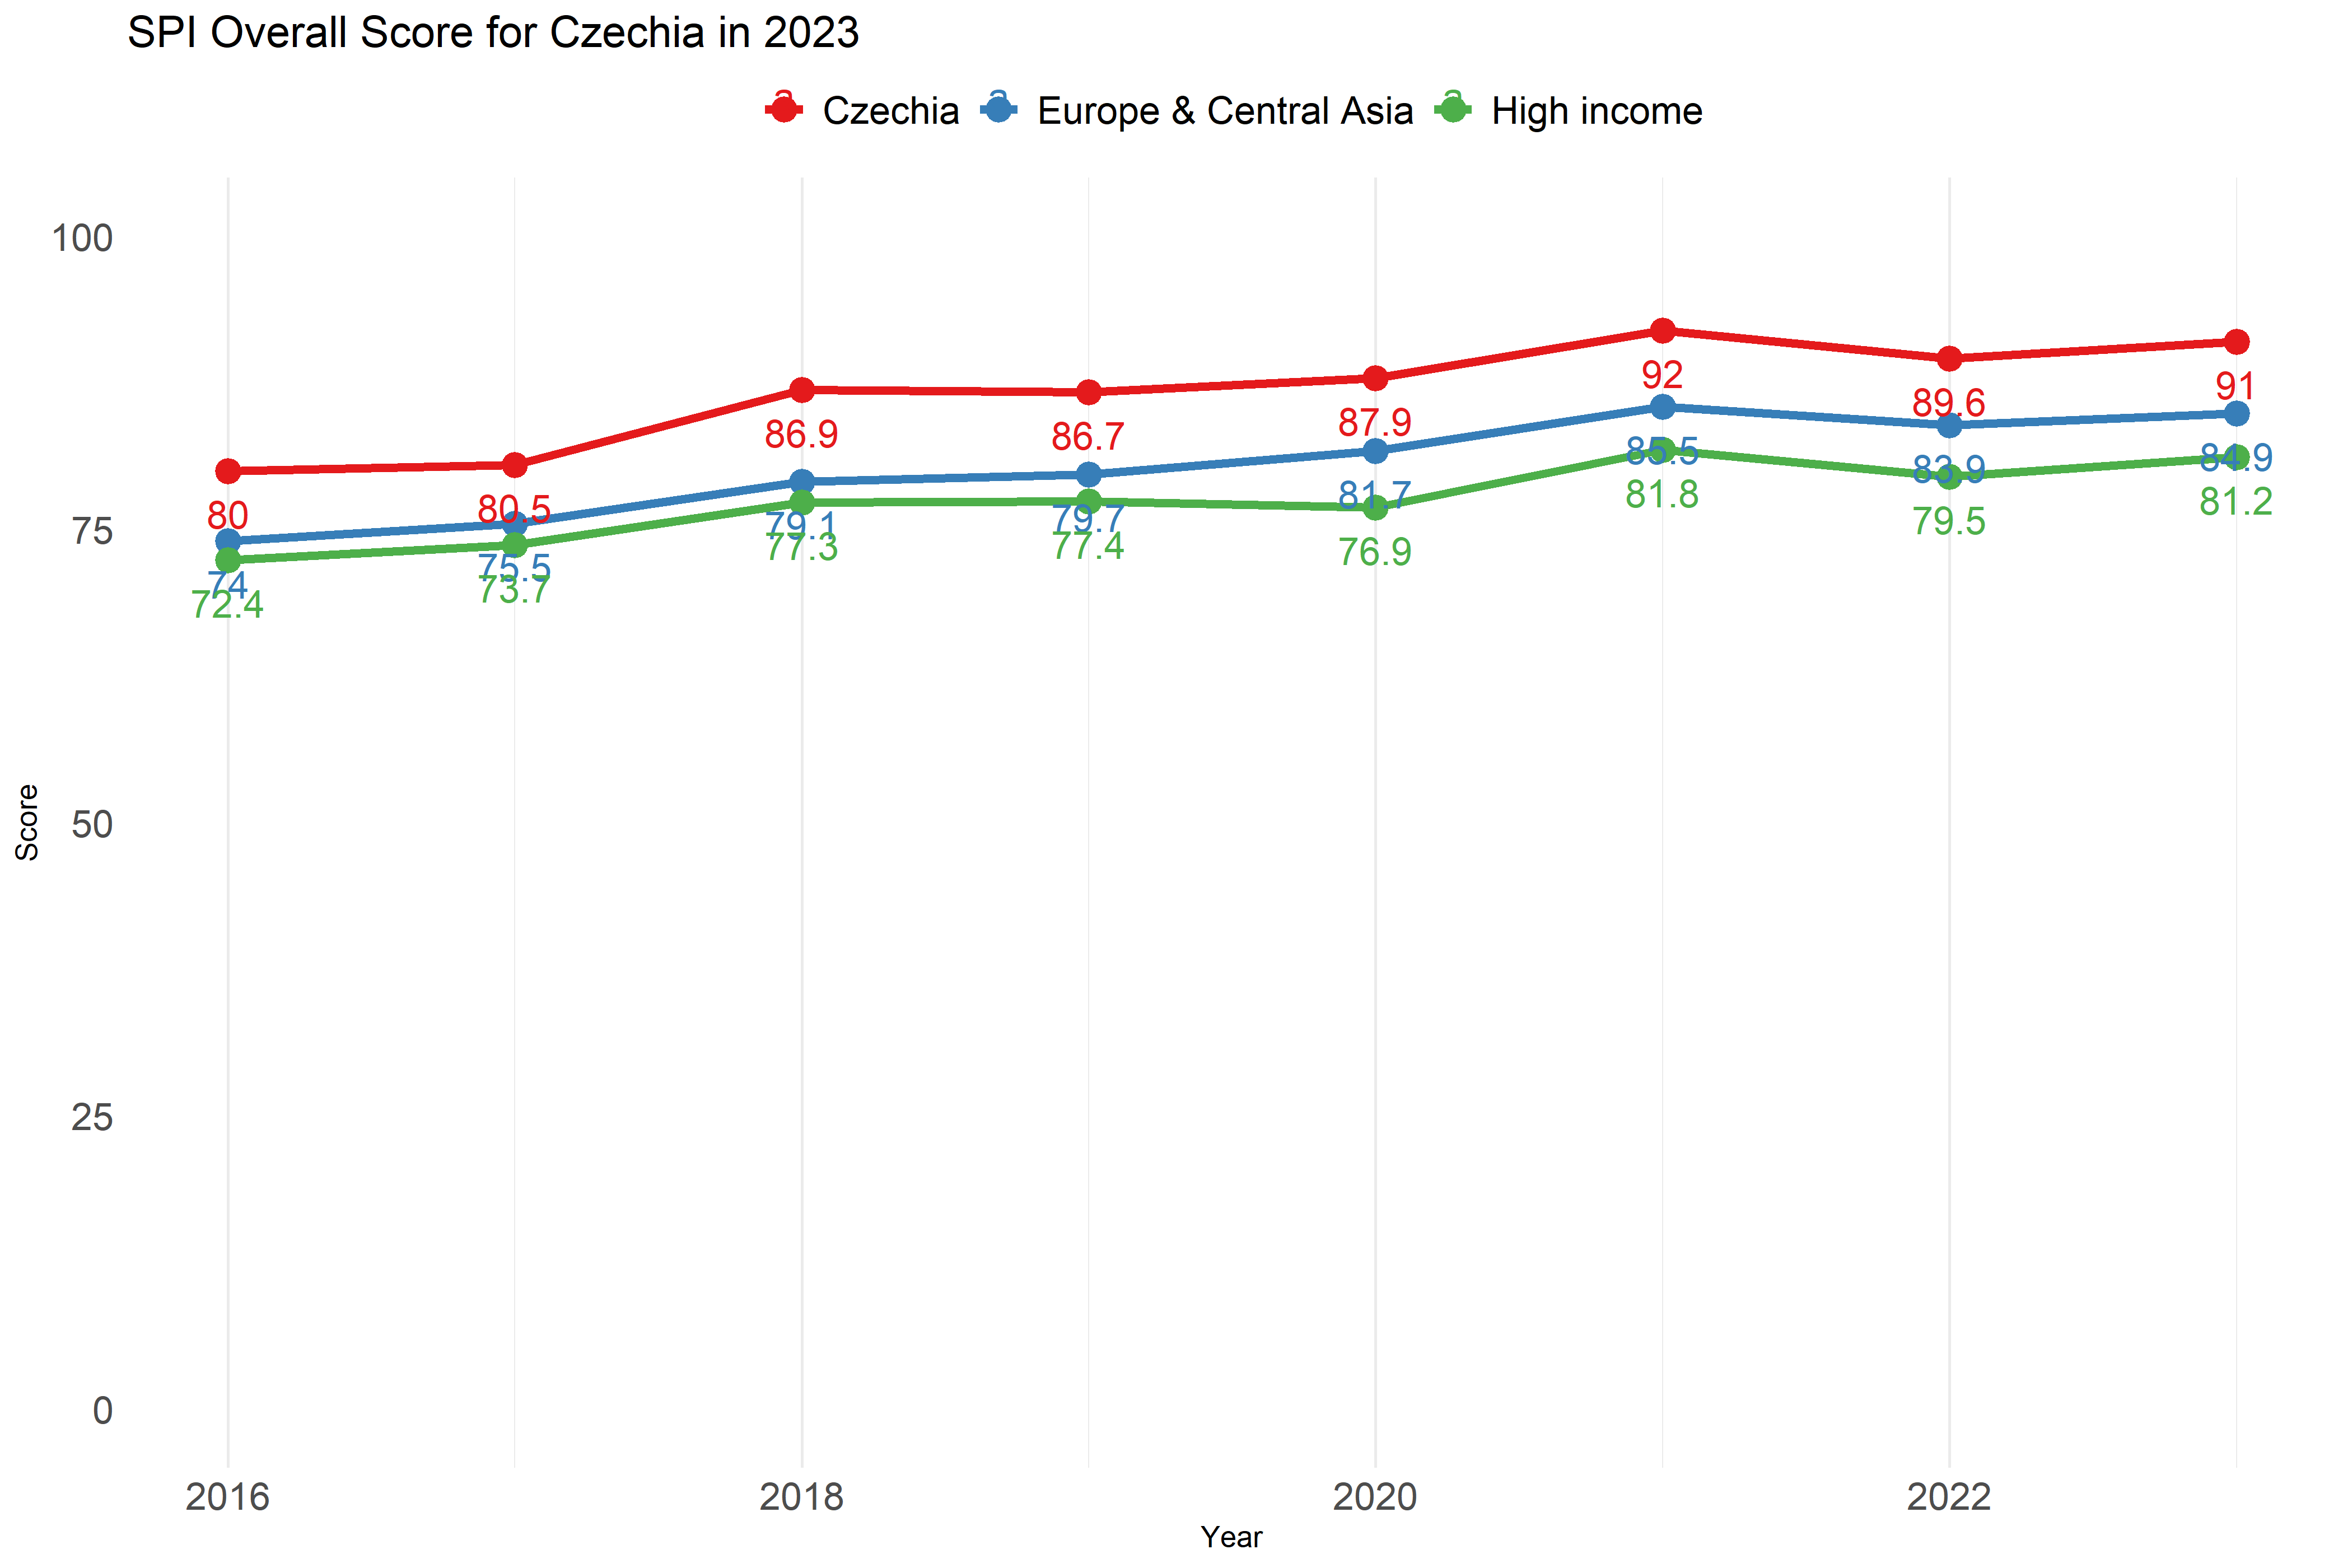 SPI Overall Score for Czechia in 2023
a Czechia a Europe & Central Asia a High income
100
75
50
25
0
Score
80 80.5 86.9 86.7 87.9 92 89.6 91
74 75.5 79.1 79.7 81.7 85.5 83.9 84.9
72.4 73.7 77.3 77.4 76.9 81.8 79.5 81.2
2016 2018 2020 2022
Year